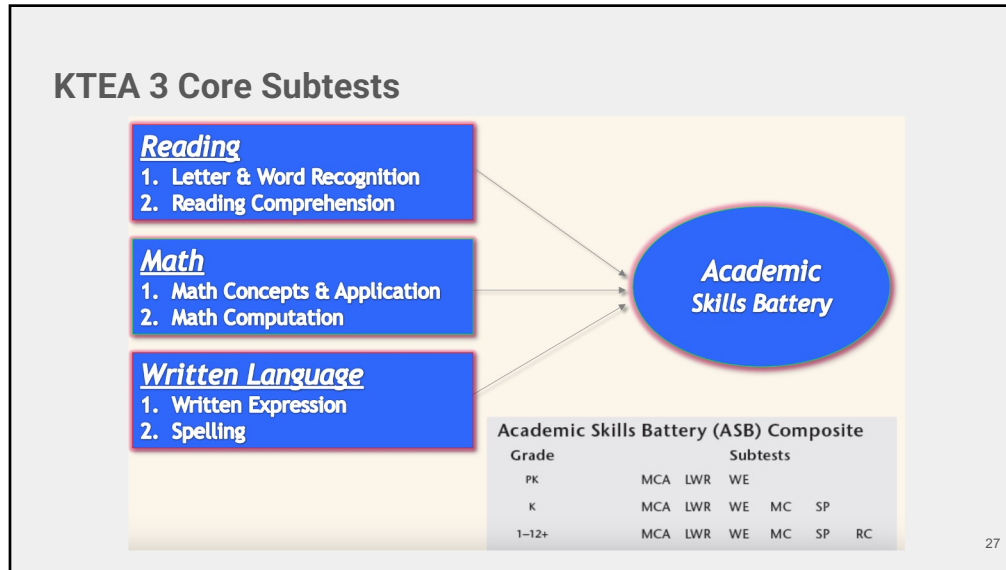 KTEA 3 Core Subtests
Reading
1. Letter & Word Recognition
2. Reading Comprehension
Math
1. Math Concepts & Application
2. Math Computation
Written Language
1. Written Expression
2. Spelling
Academic
Skills Battery
Academic Skills Battery (ASB) Composite
Grade Subtests
PK MCA LWR WE
K MCA LWR WE MC SP
1–12+ MCA LWR WE MC SP RC
27